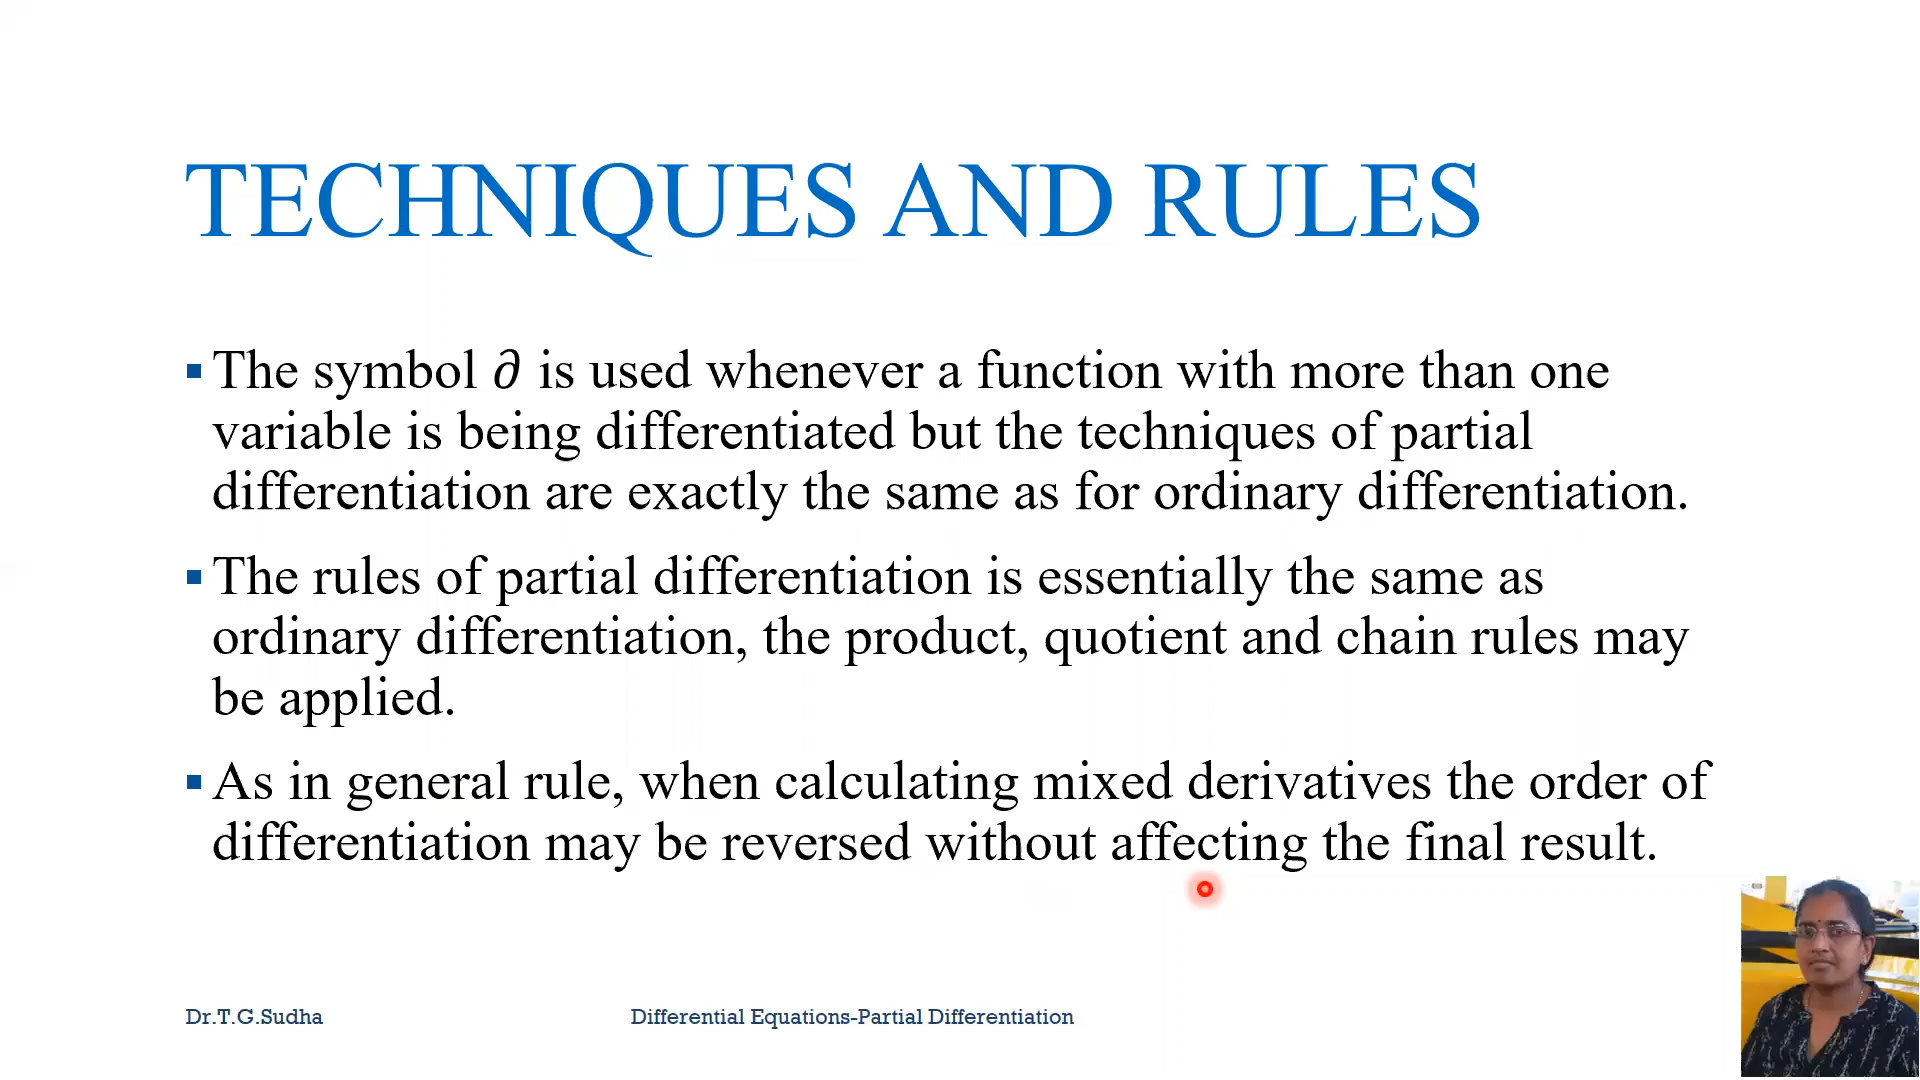 TECHNIQUES AND RULES
▪ The symbol ∂ is used whenever a function with more than one
variable is being differentiated but the techniques of partial
differentiation are exactly the same as for ordinary differentiation.
▪ The rules of partial differentiation is essentially the same as
ordinary differentiation, the product, quotient and chain rules may
be applied.
▪ As in general rule, when calculating mixed derivatives the order of
differentiation may be reversed without affecting the final result.
Dr.T.G.Sudha
Differential Equations-Partial Differentiation